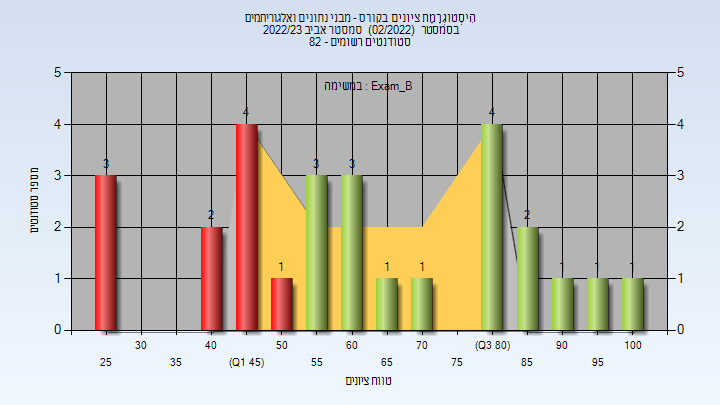 היסטוגרמת ציונים בקורס - מבני נתונים ואלגוריתמים
בסמסטר (02/2022) סמסטר אביב 2022/23
סטודנטים רשומים - 82
במשימה : Exam_B
מספר סטודנטים
5 5
4 4
3 3
2 2
1 1
0 0
3 2 4 1 3 3 1 1 4 2 1 1 1
30 40 50 60 70 (Q3 80) 90 100
25 35 (Q1 45) 55 65 75 85 95
טווח ציונים